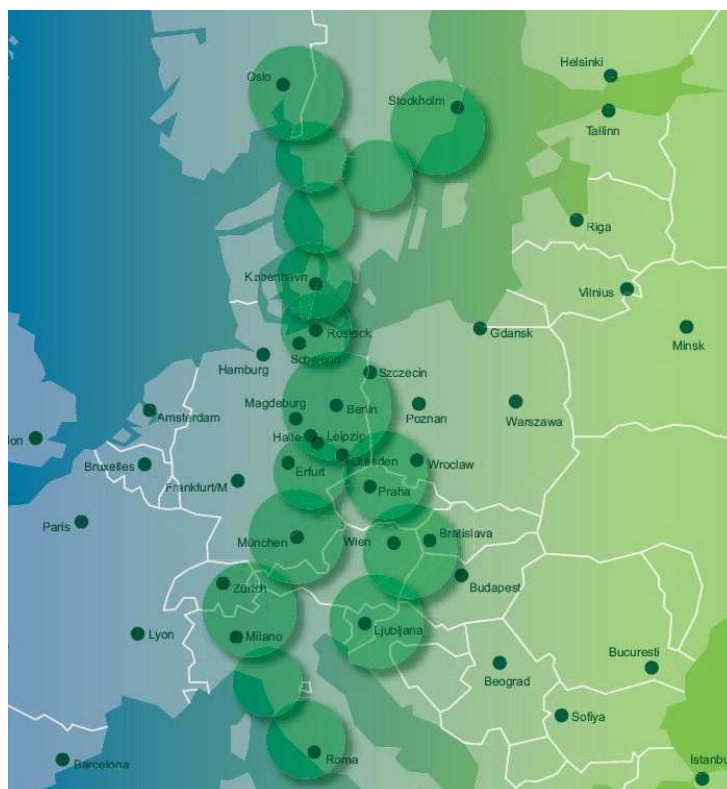 Helsinki
Oslo
Stockholm
Tallinn
Riga
København
Vilnius
Rostock
Gdansk
Minsk
Schwerin
Hamburg
Szczecin
Magdeburg
Berlin
Poznan
Warszawa
Amsterdam
Halle
Leipzig
don
Bruxelles
Erfurt
Dresden
Wroclaw
Frankfurt/M
Praha
Paris
München
Wien
Bratislava
Zürich
Budapest
Lyon
Milano
Ljubljana
Bucuresti
Beograd
Sofiya
Roma
Barcelona
Istanbu